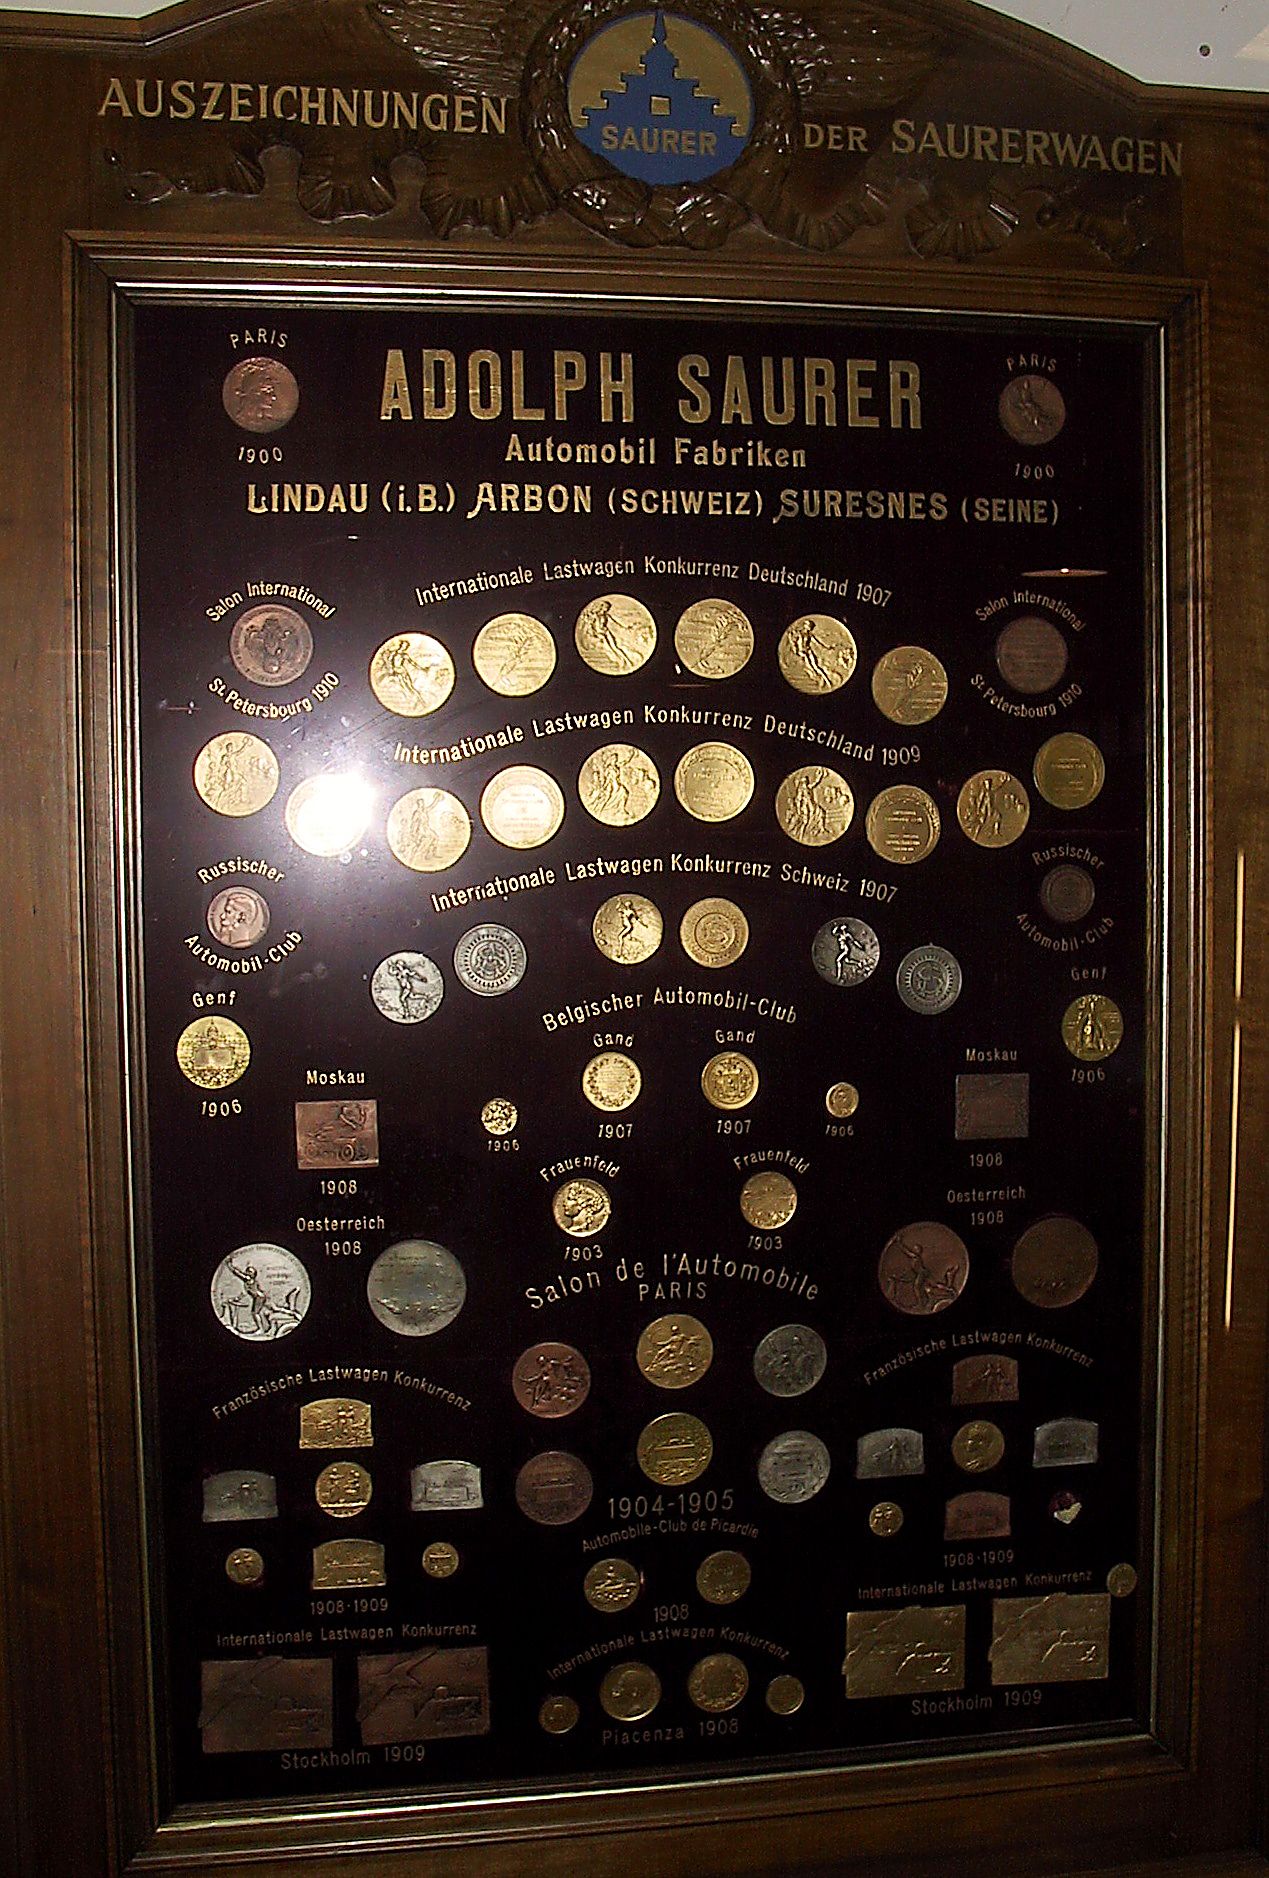 AUSZEICHNUNGEN SAURER DER SAURERWAGEN
PARIS
1900
ADOLPH SAURER
PARIS
1900
Automobil Fabriken
LINDAU (i.B.) ARBON (SCHWEIZ) SURESNES (SEINE)
Internationale Lastwagen Konkurrenz Deutschland 1907
Salon International
St. Petersbourg 1910
Salon International
St. Petersbourg 1910
Internationale Lastwagen Konkurrenz Deutschland 1909
Internationale Lastwagen Konkurrenz Schweiz 1907
Russischer
Automobil-Club
Russischer
Automobil-Club
Genf
1906
Genf
1906
Belgischer Automobil-Club
Gand
1907
Gand
1907
1906
1906
Moskau
1908
Moskau
1908
Frauenfeld
1903
Frauenfeld
1903
Oesterreich
1908
Oesterreich
1908
Salon de l'Automobile
PARIS
1904-1905
Französische Lastwagen Konkurrenz
1908-1909
Französische Lastwagen Konkurrenz
1908-1909
Automobile-Club de Picardie
1908
Internationale Lastwagen Konkurrenz
Stockholm 1909
Internationale Lastwagen Konkurrenz
Piacenza 1908
Internationale Lastwagen Konkurrenz
Stockholm 1909